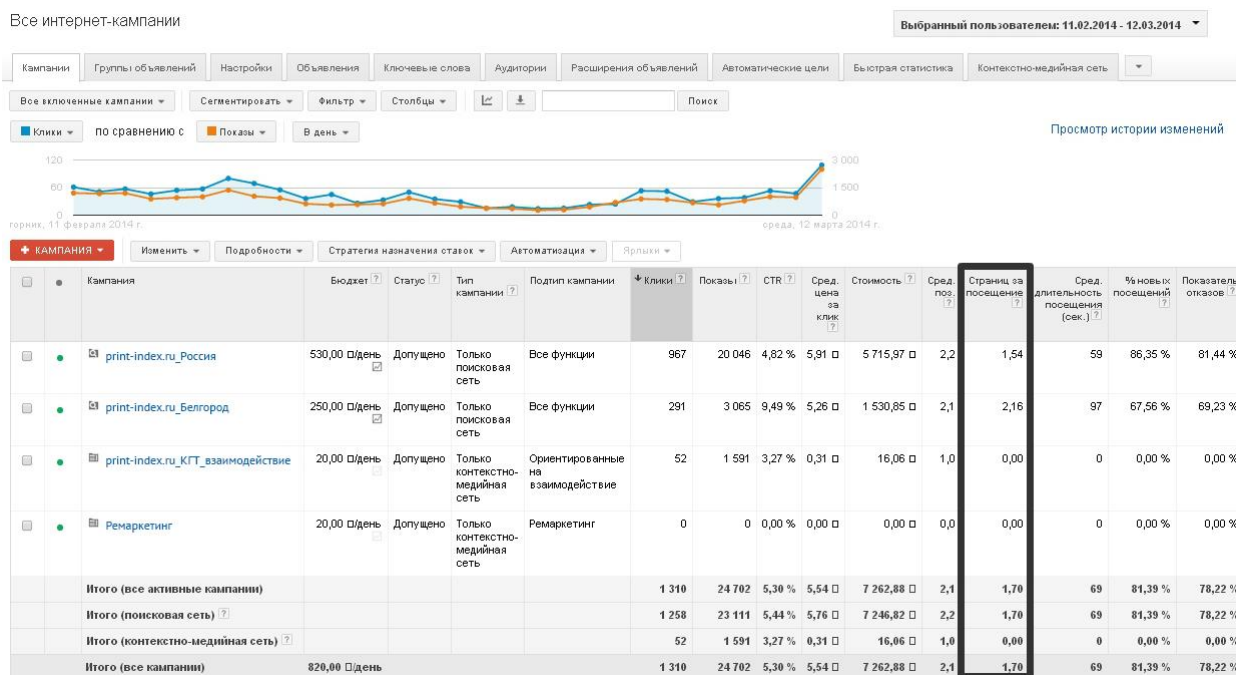 Все интернет-кампании
Выбранный пользователем: 11.02.2014 - 12.03.2014
Кампании Группы объявлений Настройки Объявления Ключевые слова Аудитории Расширения объявлений Автоматические цели Быстрая статистика Контекстно-медийная сеть
Все включенные кампании Сегментировать Фильтр Столбцы Поиск
Клики по сравнению с Показы В день Просмотр истории изменений
120 3 000
60 1 500
0 0
горник, 11 февраля 2014 г. среда, 12 марта 2014 г.
+ КАМПАНИЯ Изменить Подробности Стратегия назначения ставок Автоматизация Ярлыки
Кампания Бюджет ? Статус ? Тип кампании ? Подтип кампании Клики ? Показы ? CTR ? Сред. цена за клик ? Стоимость ? Сред. поз. ? Страниц за посещение ? Сред. длительность посещения (сек.) ? % новых посещений ? Показатель отказов ?
print-index.ru_Россия 530,00 □/день Допущено Только поисковая сеть Все функции 967 20 046 4,82 % 5,91 □ 5 715,97 □ 2,2 1,54 59 86,35 % 81,44 %
print-index.ru_Белгород 250,00 □/день Допущено Только поисковая сеть Все функции 291 3 065 9,49 % 5,26 □ 1 530,85 □ 2,1 2,16 97 67,56 % 69,23 %
print-index.ru_КГТ_взаимодействие 20,00 □/день Допущено Только контекстно-медийная сеть Ориентированные на взаимодействие 52 1 591 3,27 % 0,31 □ 16,06 □ 1,0 0,00 0 0,00 % 0,00 %
Ремаркетинг 20,00 □/день Допущено Только контекстно-медийная сеть Ремаркетинг 0 0 0,00 % 0,00 □ 0,00 □ 0,0 0,00 0 0,00 % 0,00 %
Итого (все активные кампании) 1 310 24 702 5,30 % 5,54 □ 7 262,88 □ 2,1 1,70 69 81,39 % 78,22 %
Итого (поисковая сеть) ? 1 258 23 111 5,44 % 5,76 □ 7 246,82 □ 2,2 1,70 69 81,39 % 78,22 %
Итого (контекстно-медийная сеть) ? 52 1 591 3,27 % 0,31 □ 16,06 □ 1,0 0,00 0 0,00 % 0,00 %
Итого (все кампании) 820,00 □/день 1 310 24 702 5,30 % 5,54 □ 7 262,88 □ 2,1 1,70 69 81,39 % 78,22 %